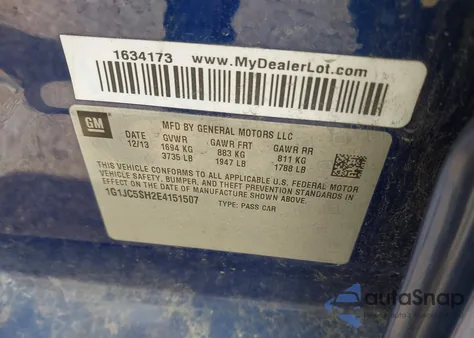 1634173
www.MyDealerLot.com
GM
MFD BY GENERAL MOTORS LLC
DATE GVWR GAWR FRT GAWR RR
12/13 1694 KG 883 KG 811 KG
3735 LB 1947 LB 1788 LB
THIS VEHICLE CONFORMS TO ALL APPLICABLE U.S. FEDERAL MOTOR
VEHICLE SAFETY, BUMPER, AND THEFT PREVENTION STANDARDS IN
EFFECT ON THE DATE OF MANUFACTURE SHOWN ABOVE.
1G1JC5SH2E4151507 TYPE: PASS CAR
autoSnap